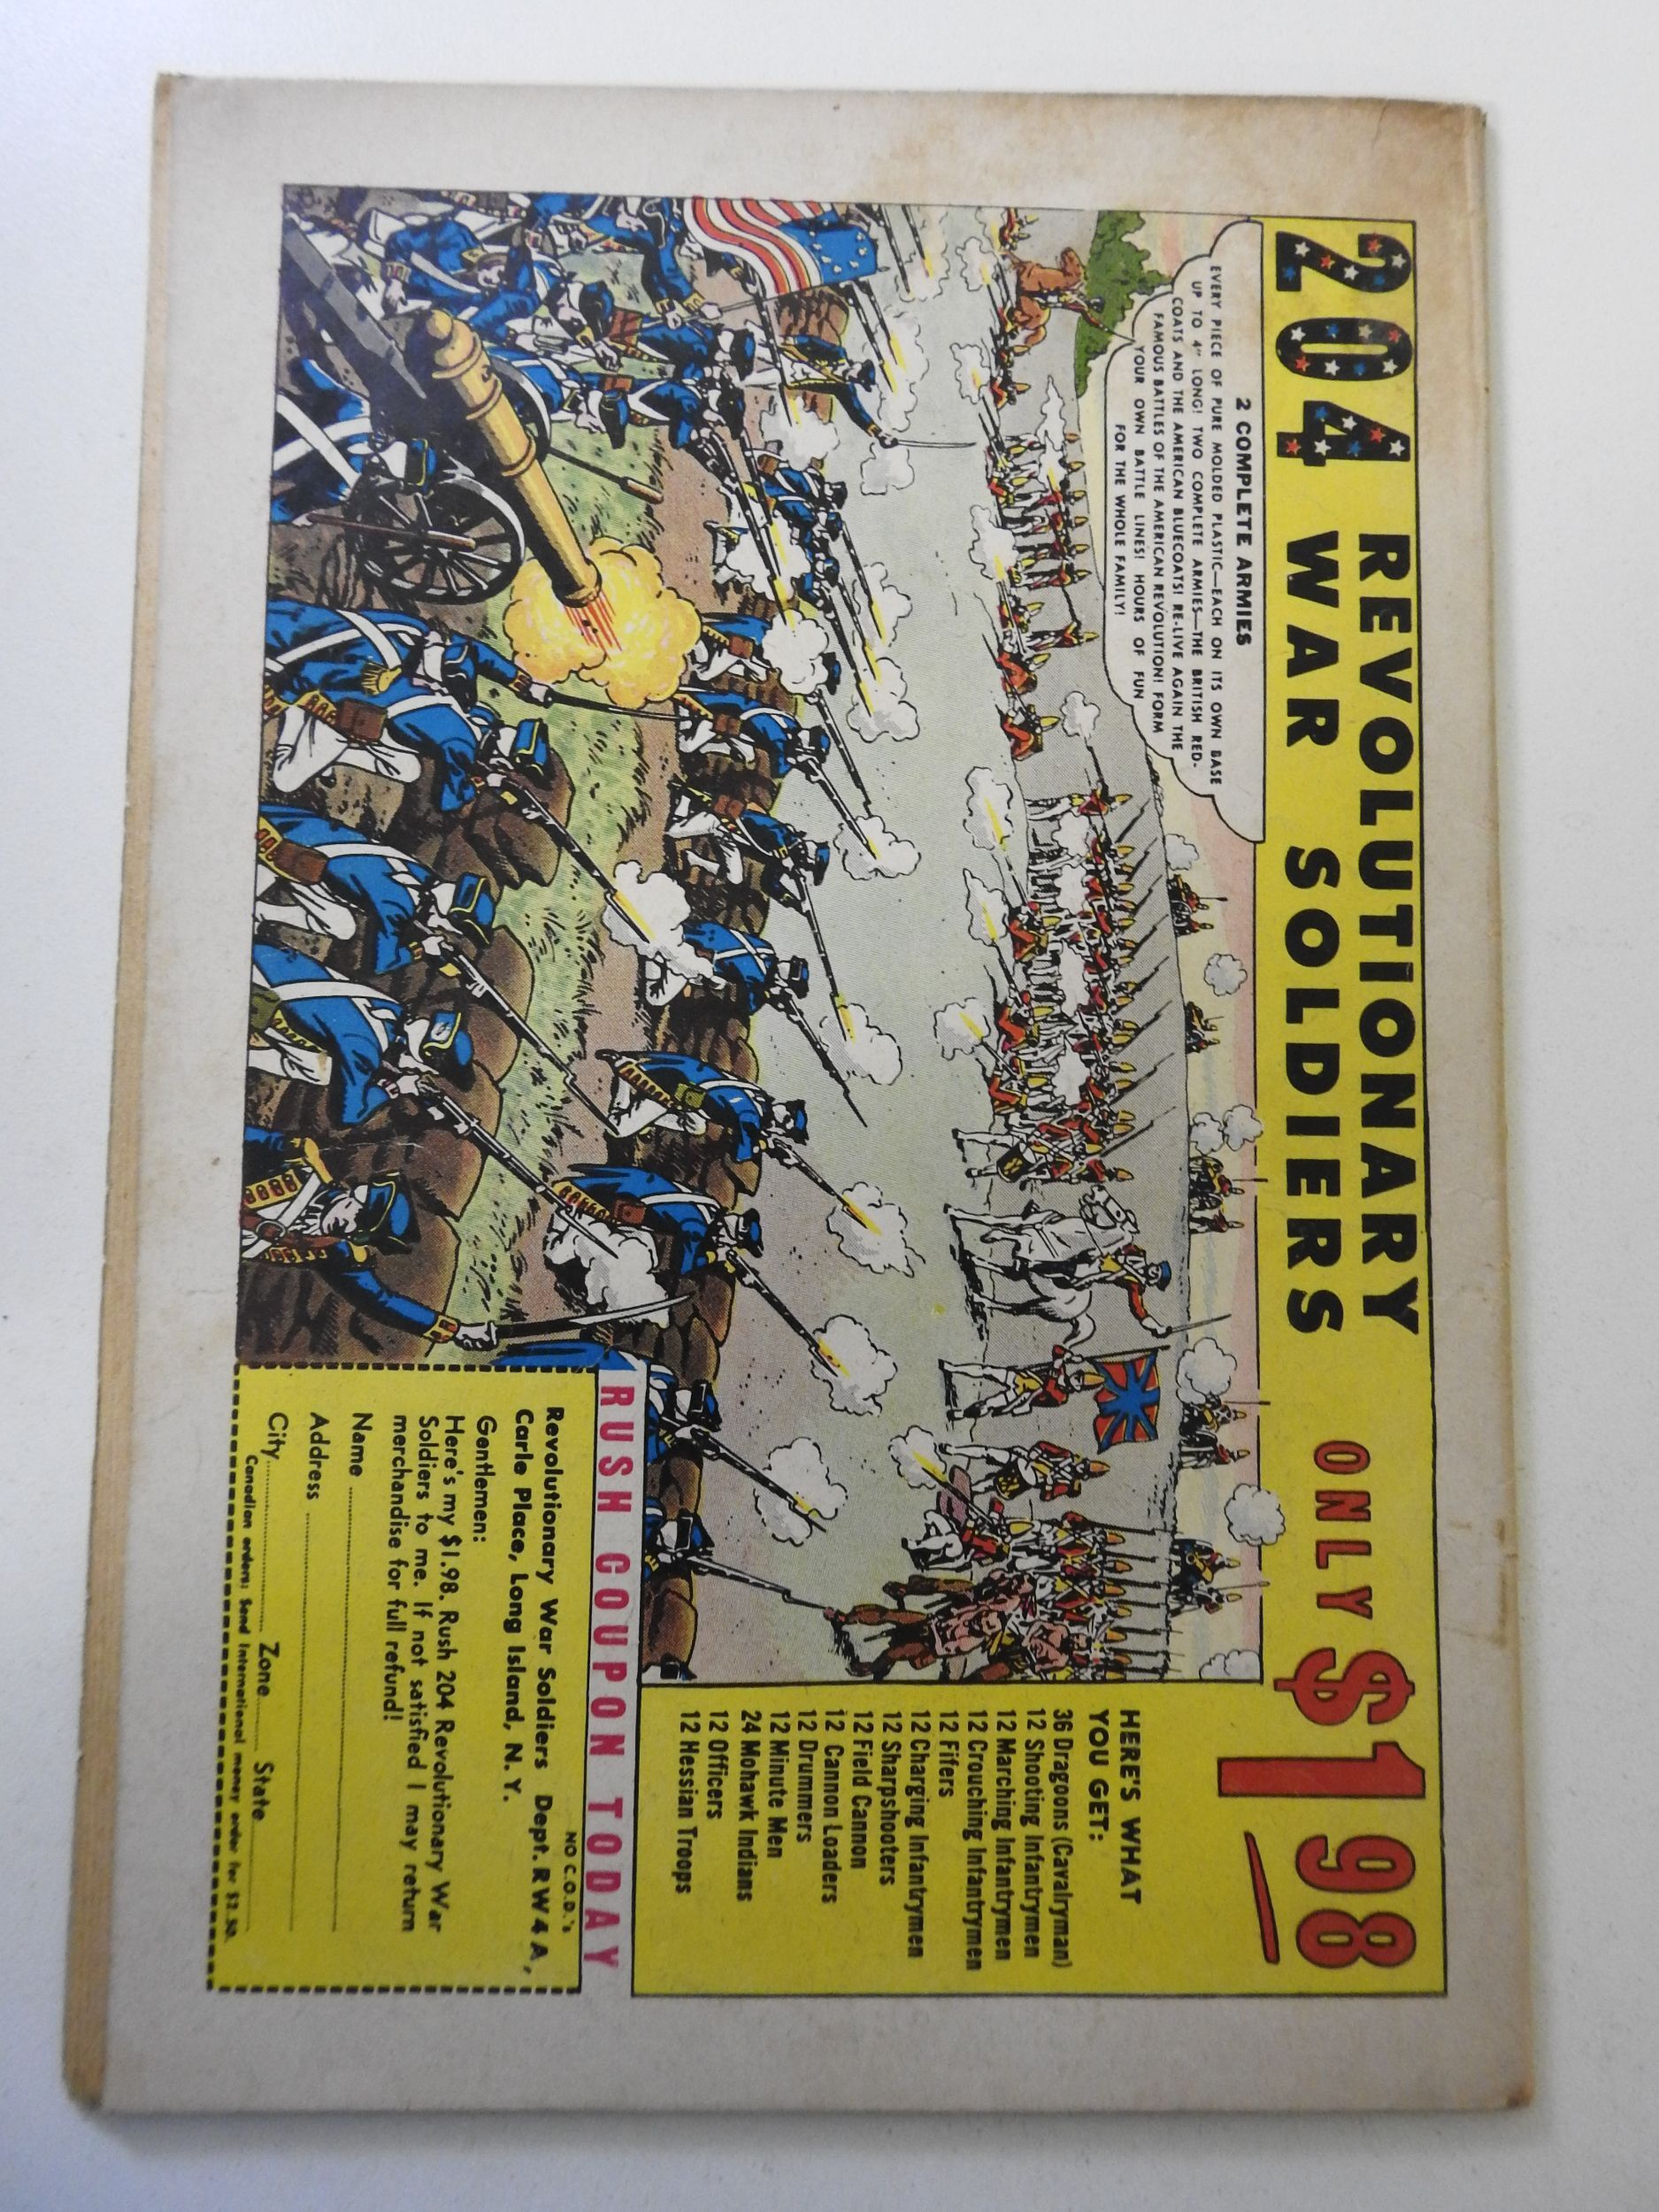 204 REVOLUTIONARY
WAR SOLDIERS
ONLY $1 98
2 COMPLETE ARMIES
EVERY PIECE OF PURE MOLDED PLASTIC—EACH ON ITS OWN BASE
UP TO 4" LONG! TWO COMPLETE ARMIES—THE BRITISH RED-
COATS AND THE AMERICAN BLUECOATS! RE-LIVE AGAIN THE
FAMOUS BATTLES OF THE AMERICAN REVOLUTION! FORM
YOUR OWN BATTLE LINES! HOURS OF FUN
FOR THE WHOLE FAMILY!
HERE'S WHAT
YOU GET:
36 Dragoons (Cavalryman)
12 Shooting Infantrymen
12 Marching Infantrymen
12 Crouching Infantrymen
12 Fifers
12 Charging Infantrymen
12 Sharpshooters
12 Field Cannon
12 Cannon Loaders
12 Drummers
12 Minute Men
24 Mohawk Indians
12 Officers
12 Hessian Troops
RUSH COUPON TODAY
NO C.O.D.'s
Revolutionary War Soldiers Dept. RW4 A,
Carle Place, Long Island, N. Y.
Gentlemen:
Here's my $1.98. Rush 204 Revolutionary War
Soldiers to me. If not satisfied I may return
merchandise for full refund!
Name
Address
City Zone State
Canadian orders: Send international money order for $2.50.